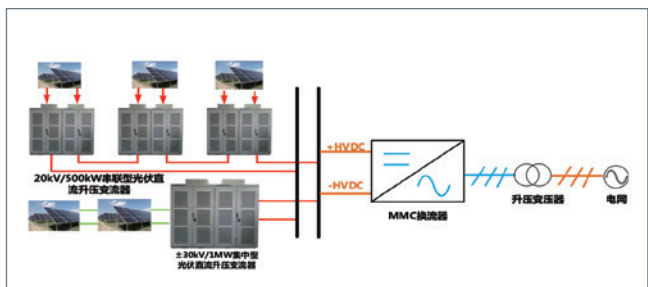 20kV/500kW串联型光伏直
流升压变流器
±30kV/1MW集中型
光伏直流升压变流器
+HVDC
-HVDC
MMC换流器
升压变压器
电网